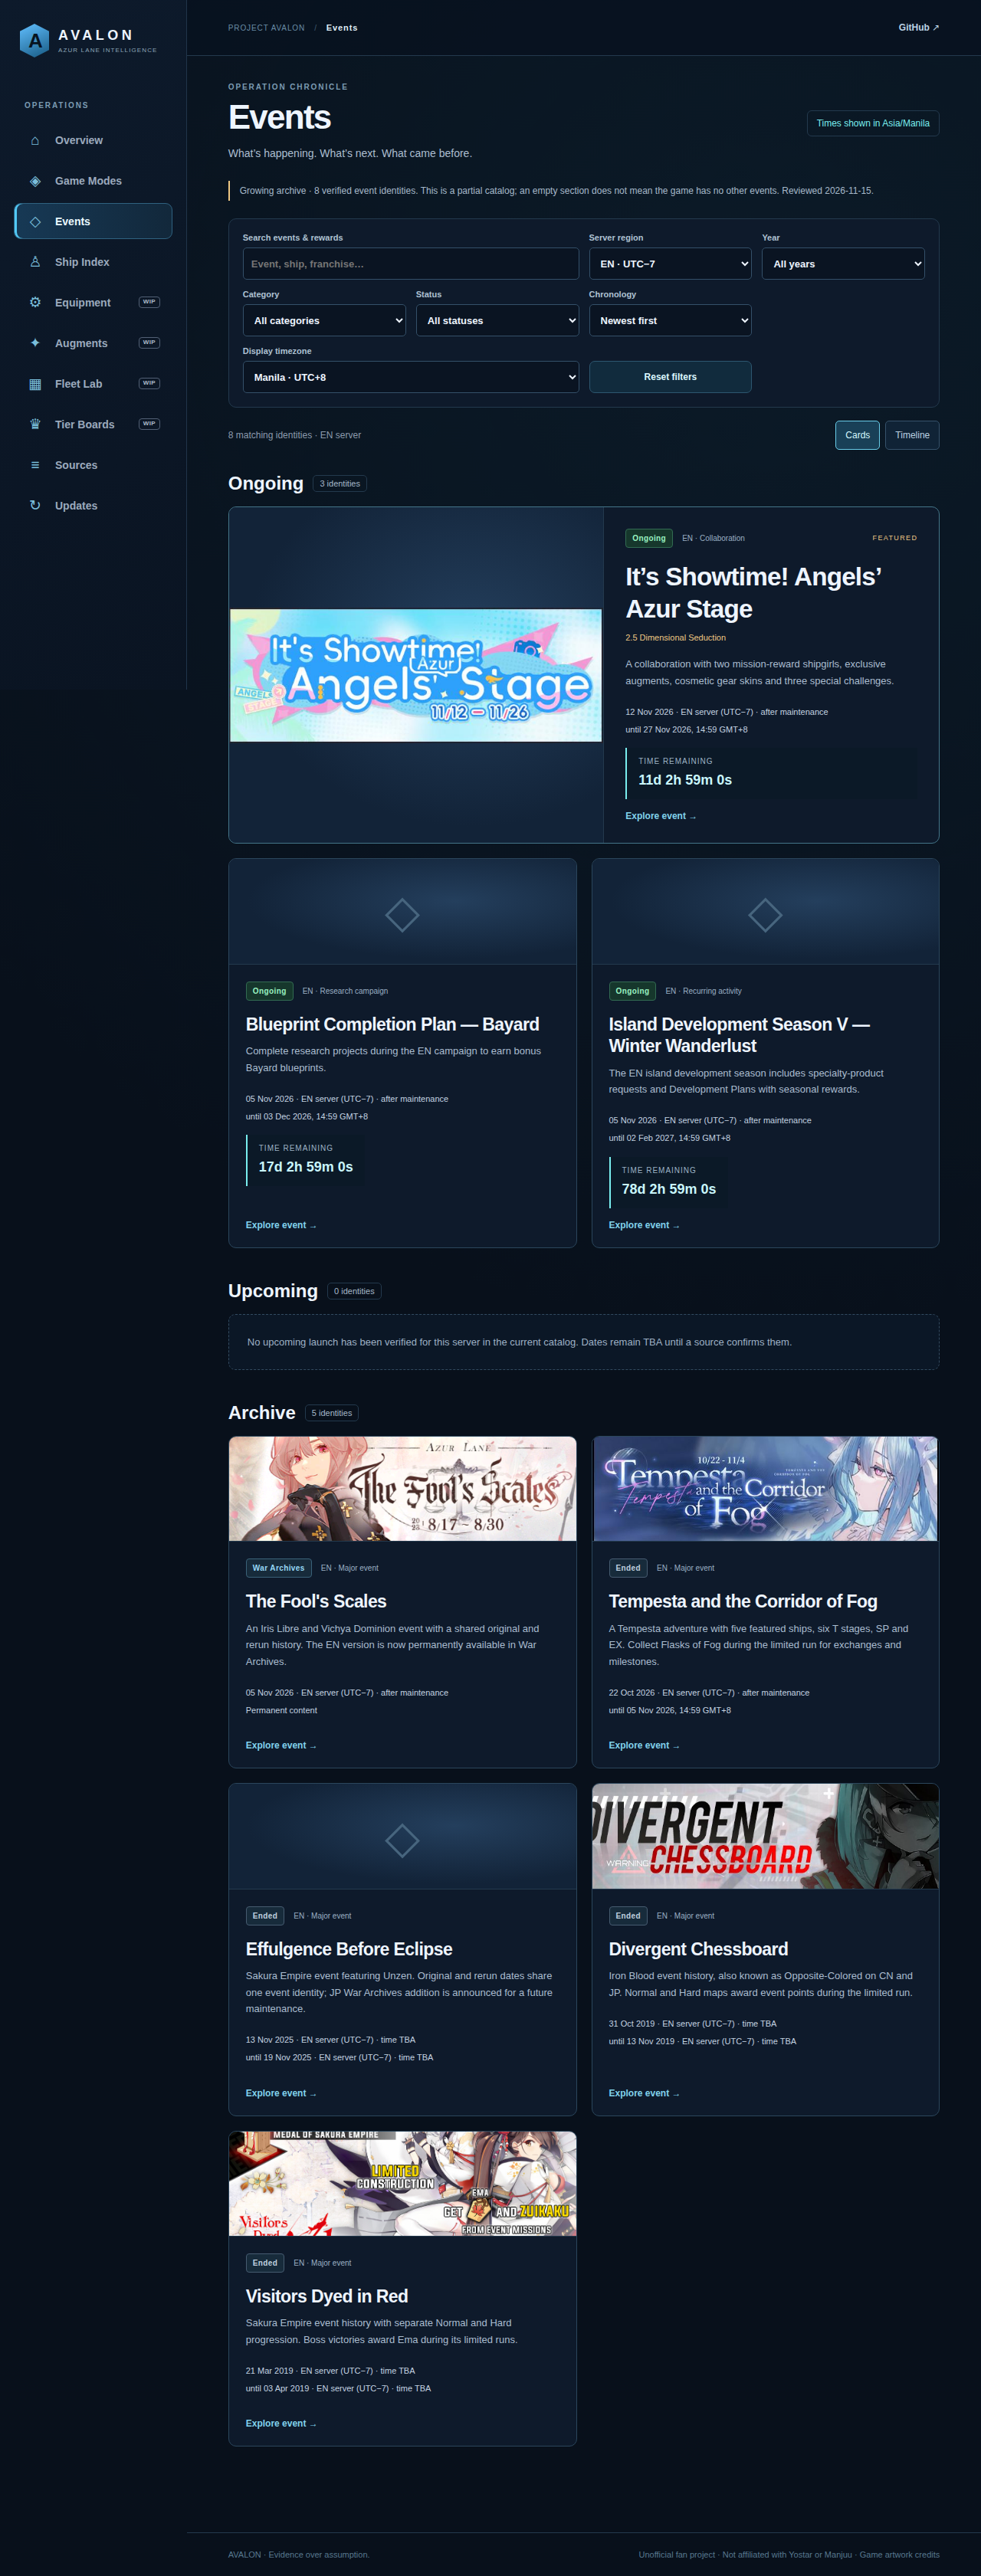 A
AVALON
AZUR LANE INTELLIGENCE
OPERATIONS
Overview
Game Modes
Events
Ship Index
Equipment WIP
Augments WIP
Fleet Lab WIP
Tier Boards WIP
Sources
Updates
PROJECT AVALON / Events
GitHub ↗
OPERATION CHRONICLE
Events
Times shown in Asia/Manila
What's happening. What's next. What came before.
Growing archive · 8 verified event identities. This is a partial catalog; an empty section does not mean the game has no other events. Reviewed 2026-11-15.
Search events & rewards
Event, ship, franchise…
Server region
EN · UTC−7
Year
All years
Category
All categories
Status
All statuses
Chronology
Newest first
Display timezone
Manila · UTC+8
Reset filters
8 matching identities · EN server
Cards
Timeline
Ongoing
3 identities
It's Showtime!
Azur
Angels' Stage
ANGELS
STAGE
11/12 — 11/26
Ongoing
EN · Collaboration
FEATURED
It’s Showtime! Angels’
Azur Stage
2.5 Dimensional Seduction
A collaboration with two mission-reward shipgirls, exclusive
augments, cosmetic gear skins and three special challenges.
12 Nov 2026 · EN server (UTC−7) · after maintenance
until 27 Nov 2026, 14:59 GMT+8
TIME REMAINING
11d 2h 59m 0s
Explore event →
Ongoing
EN · Research campaign
Blueprint Completion Plan — Bayard
Complete research projects during the EN campaign to earn bonus
Bayard blueprints.
05 Nov 2026 · EN server (UTC−7) · after maintenance
until 03 Dec 2026, 14:59 GMT+8
TIME REMAINING
17d 2h 59m 0s
Explore event →
Ongoing
EN · Recurring activity
Island Development Season V —
Winter Wanderlust
The EN island development season includes specialty-product
requests and Development Plans with seasonal rewards.
05 Nov 2026 · EN server (UTC−7) · after maintenance
until 02 Feb 2027, 14:59 GMT+8
TIME REMAINING
78d 2h 59m 0s
Explore event →
Upcoming
0 identities
No upcoming launch has been verified for this server in the current catalog. Dates remain TBA until a source confirms them.
Archive
5 identities
AZUR LANE
The Fool's Scales
8/17 ~ 8/30
War Archives
EN · Major event
The Fool's Scales
An Iris Libre and Vichya Dominion event with a shared original and
rerun history. The EN version is now permanently available in War
Archives.
05 Nov 2026 · EN server (UTC−7) · after maintenance
Permanent content
Explore event →
10/22 - 11/4
Tempesta
and the Corridor
of Fog
Tempest
Ended
EN · Major event
Tempesta and the Corridor of Fog
A Tempesta adventure with five featured ships, six T stages, SP and
EX. Collect Flasks of Fog during the limited run for exchanges and
milestones.
22 Oct 2026 · EN server (UTC−7) · after maintenance
until 05 Nov 2026, 14:59 GMT+8
Explore event →
Ended
EN · Major event
Effulgence Before Eclipse
Sakura Empire event featuring Unzen. Original and rerun dates share
one event identity; JP War Archives addition is announced for a future
maintenance.
13 Nov 2025 · EN server (UTC−7) · time TBA
until 19 Nov 2025 · EN server (UTC−7) · time TBA
Explore event →
DIVERGENT
CHESSBOARD
WARNING
Ended
EN · Major event
Divergent Chessboard
Iron Blood event history, also known as Opposite-Colored on CN and
JP. Normal and Hard maps award event points during the limited run.
31 Oct 2019 · EN server (UTC−7) · time TBA
until 13 Nov 2019 · EN server (UTC−7) · time TBA
Explore event →
MEDAL OF SAKURA EMPIRE
LIMITED
CONSTRUCTION
EMA
GET AND ZUIKAKU
FROM EVENT MISSIONS
Visitors
Dyed in
Ended
EN · Major event
Visitors Dyed in Red
Sakura Empire event history with separate Normal and Hard
progression. Boss victories award Ema during its limited runs.
21 Mar 2019 · EN server (UTC−7) · time TBA
until 03 Apr 2019 · EN server (UTC−7) · time TBA
Explore event →
AVALON · Evidence over assumption.
Unofficial fan project · Not affiliated with Yostar or Manjuu · Game artwork credits